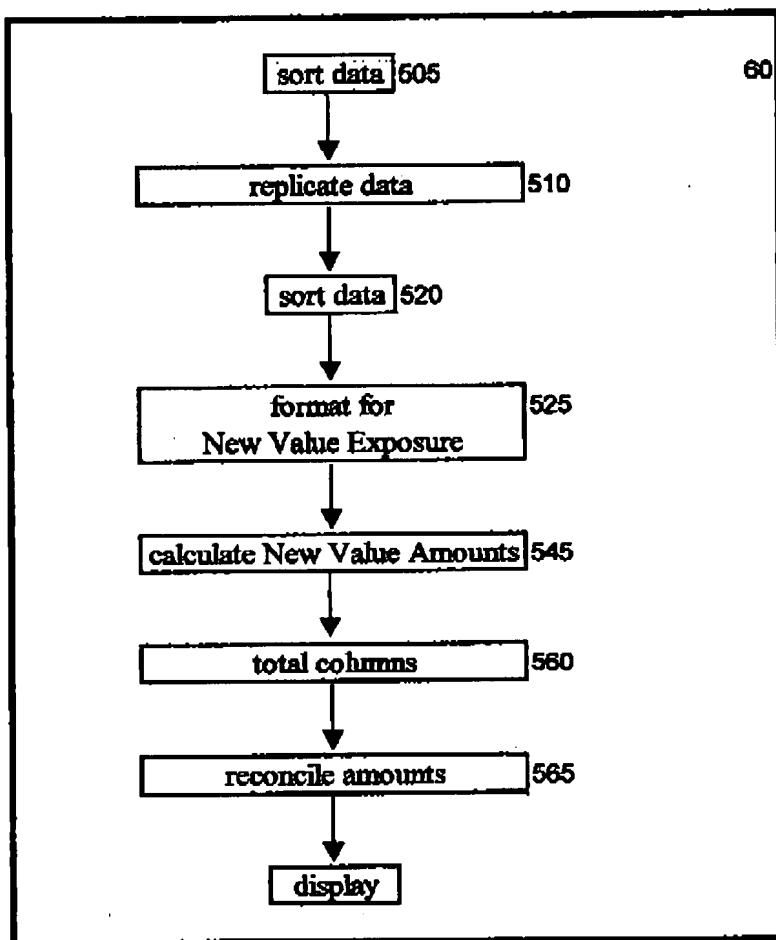 sort data 505
60
replicate data 510
sort data 520
format for 525
New Value Exposure
calculate New Value Amounts 545
total columns 560
reconcile amounts 565
display